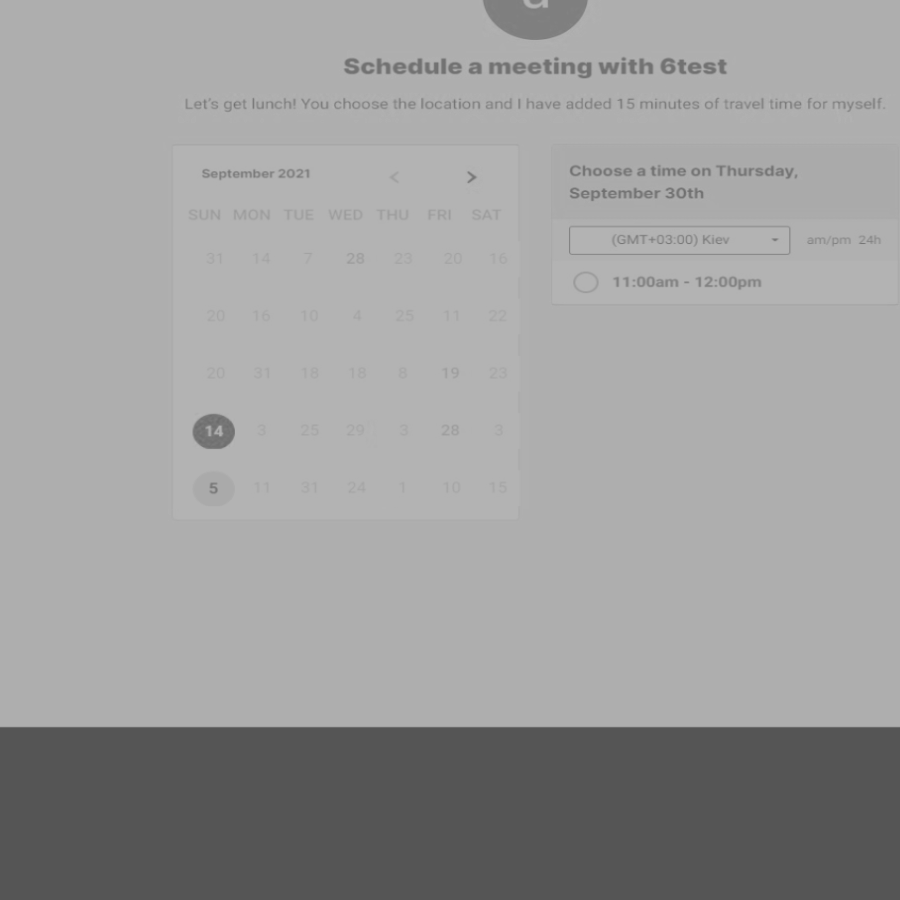 a
Schedule a meeting with 6test
Let's get lunch! You choose the location and I have added 15 minutes of travel time for myself.
September 2021 < >
SUN MON TUE WED THU FRI SAT
31 14 7 28 23 20 16
20 16 10 4 25 11 22
20 31 18 18 8 19 23
14 3 25 29 3 28 3
5 11 31 24 1 10 15
Choose a time on Thursday,
September 30th
(GMT+03:00) Kiev am/pm 24h
11:00am - 12:00pm